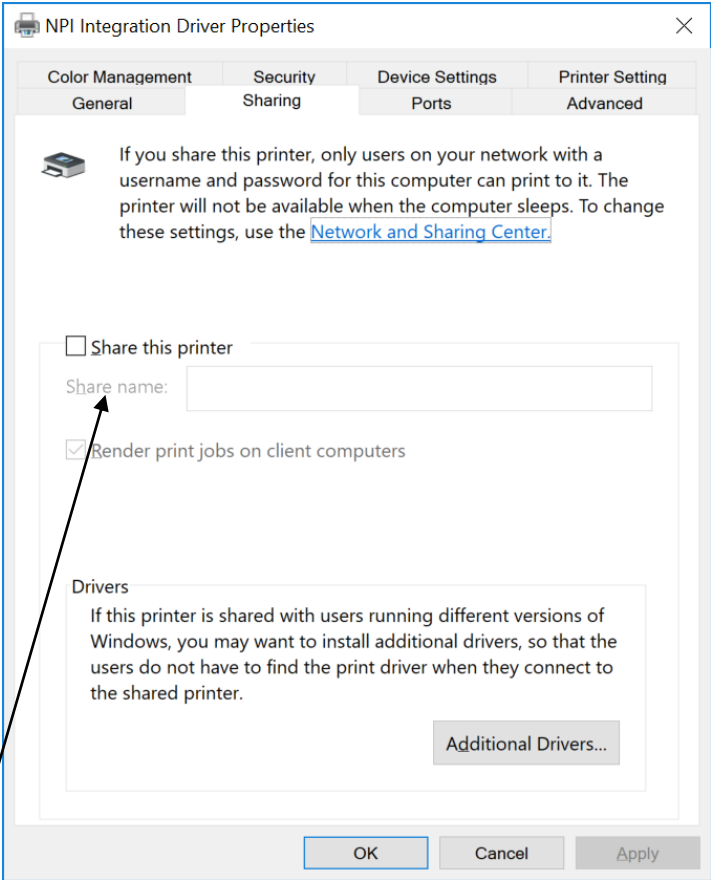 NPI Integration Driver Properties
Color Management Security Device Settings Printer Setting
General Sharing Ports Advanced
If you share this printer, only users on your network with a
username and password for this computer can print to it. The
printer will not be available when the computer sleeps. To change
these settings, use the Network and Sharing Center.
Share this printer
Share name:
Render print jobs on client computers
Drivers
If this printer is shared with users running different versions of
Windows, you may want to install additional drivers, so that the
users do not have to find the print driver when they connect to
the shared printer.
Additional Drivers...
OK Cancel Apply